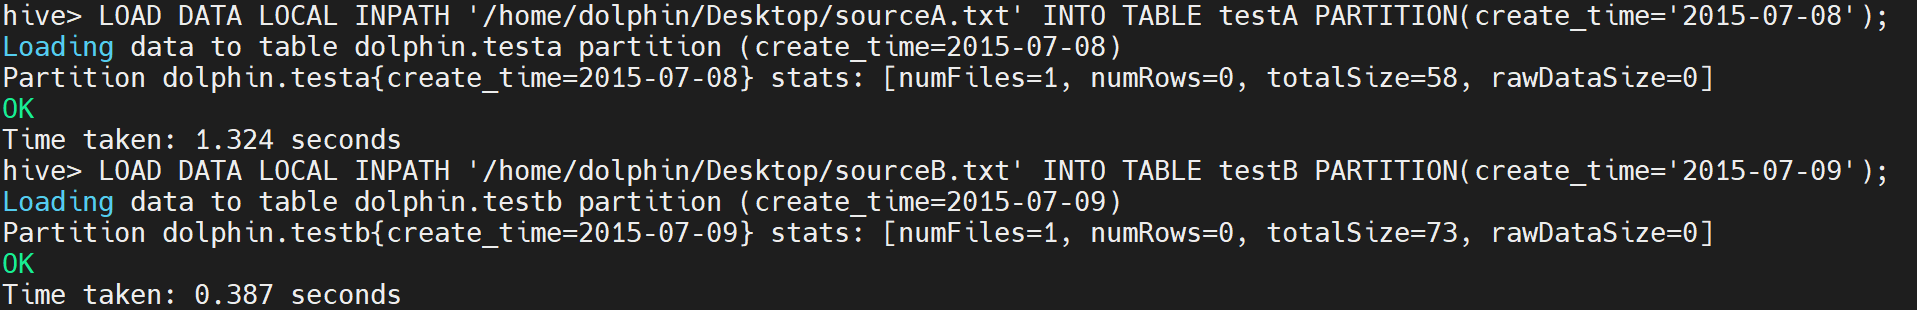 hive> LOAD DATA LOCAL INPATH '/home/dolphin/Desktop/sourceA.txt' INTO TABLE testA PARTITION(create_time='2015-07-08');
Loading data to table dolphin.testa partition (create_time=2015-07-08)
Partition dolphin.testa{create_time=2015-07-08} stats: [numFiles=1, numRows=0, totalSize=58, rawDataSize=0]
OK
Time taken: 1.324 seconds
hive> LOAD DATA LOCAL INPATH '/home/dolphin/Desktop/sourceB.txt' INTO TABLE testB PARTITION(create_time='2015-07-09');
Loading data to table dolphin.testb partition (create_time=2015-07-09)
Partition dolphin.testb{create_time=2015-07-09} stats: [numFiles=1, numRows=0, totalSize=73, rawDataSize=0]
OK
Time taken: 0.387 seconds